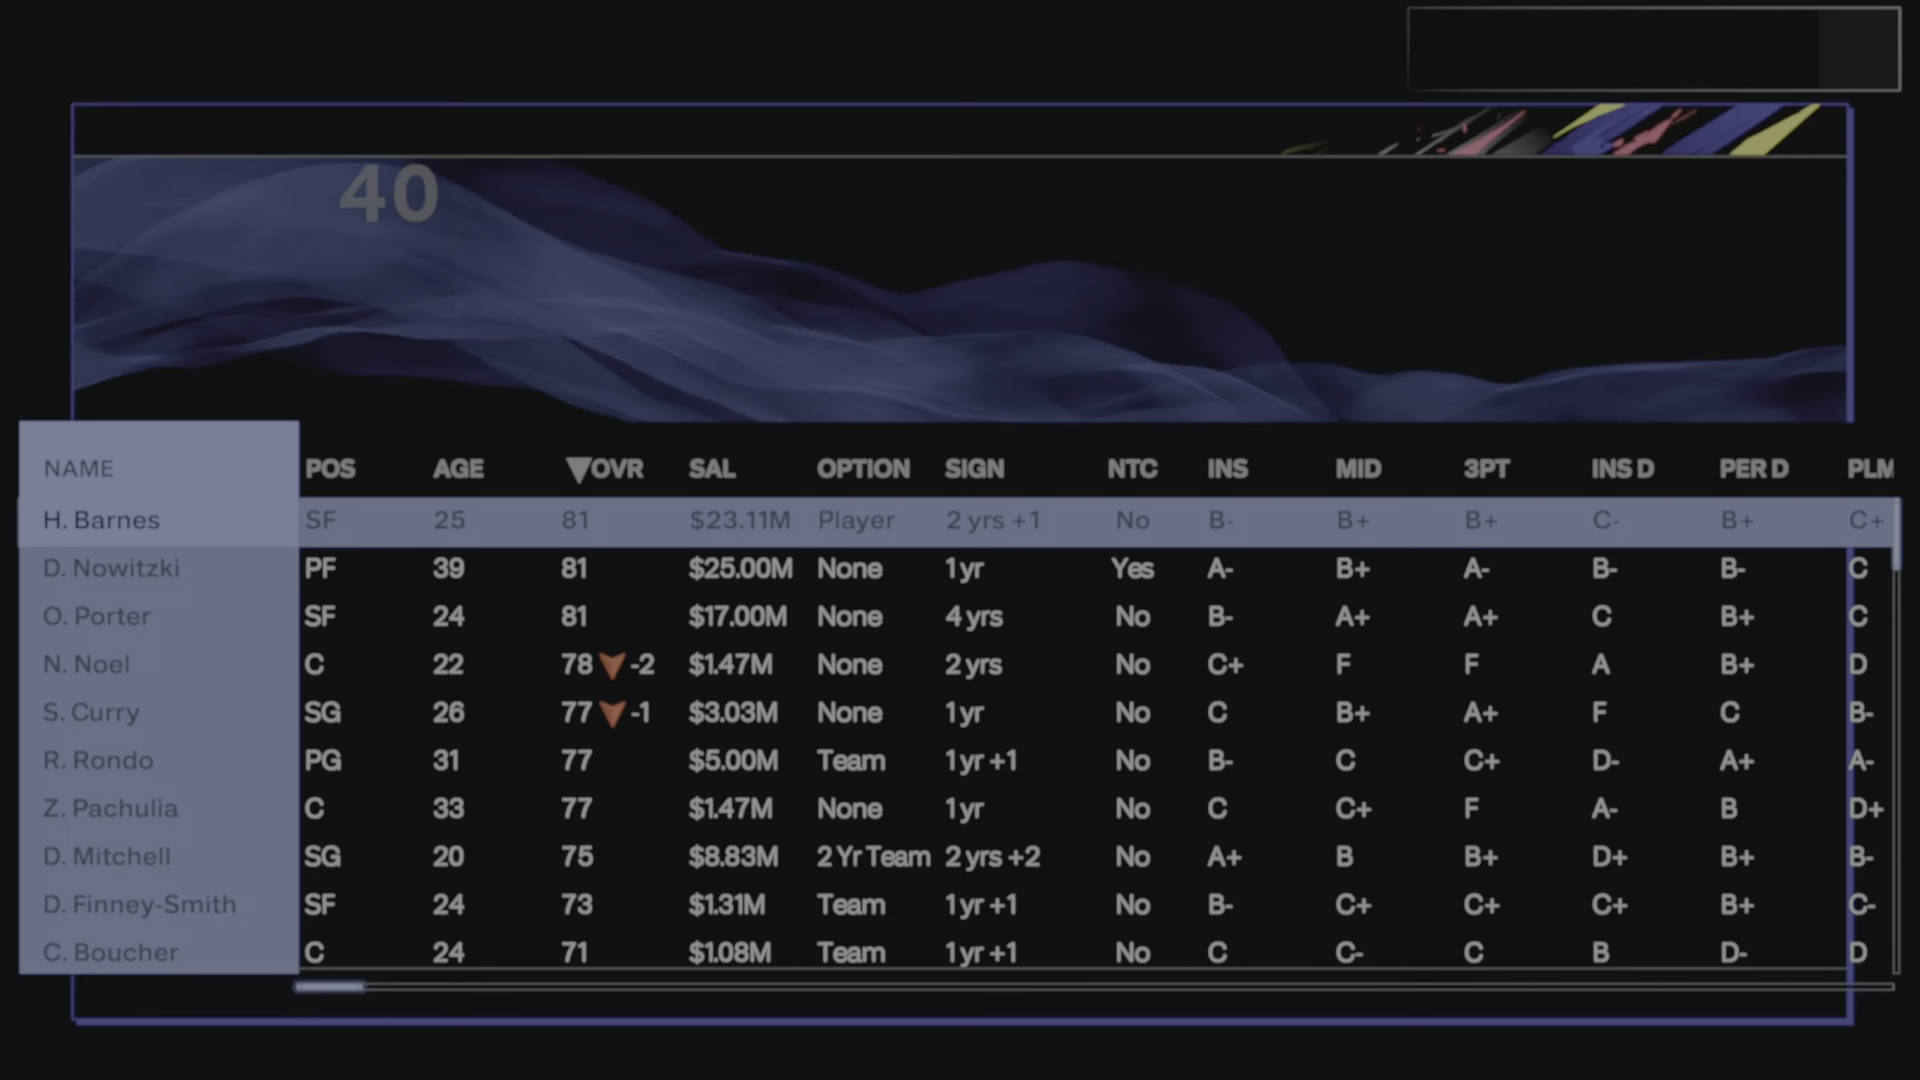 40
NAME POS AGE ▼OVR SAL OPTION SIGN NTC INS MID 3PT INS D PER D PLM
H. Barnes SF 25 81 $23.11M Player 2 yrs +1 No B- B+ B+ C- B+ C+
D. Nowitzki PF 39 81 $25.00M None 1 yr Yes A- B+ A- B- B- C
O. Porter SF 24 81 $17.00M None 4 yrs No B- A+ A+ C B+ C
N. Noel C 22 78 -2 $1.47M None 2 yrs No C+ F F A B+ D
S. Curry SG 26 77 -1 $3.03M None 1 yr No C B+ A+ F C B-
R. Rondo PG 31 77 $5.00M Team 1 yr +1 No B- C C+ D- A+ A-
Z. Pachulia C 33 77 $1.47M None 1 yr No C C+ F A- B D+
D. Mitchell SG 20 75 $8.83M 2 Yr Team 2 yrs +2 No A+ B B+ D+ B+ B-
D. Finney-Smith SF 24 73 $1.31M Team 1 yr +1 No B- C+ C+ C+ B+ C-
C. Boucher C 24 71 $1.08M Team 1 yr +1 No C C- C B D- D